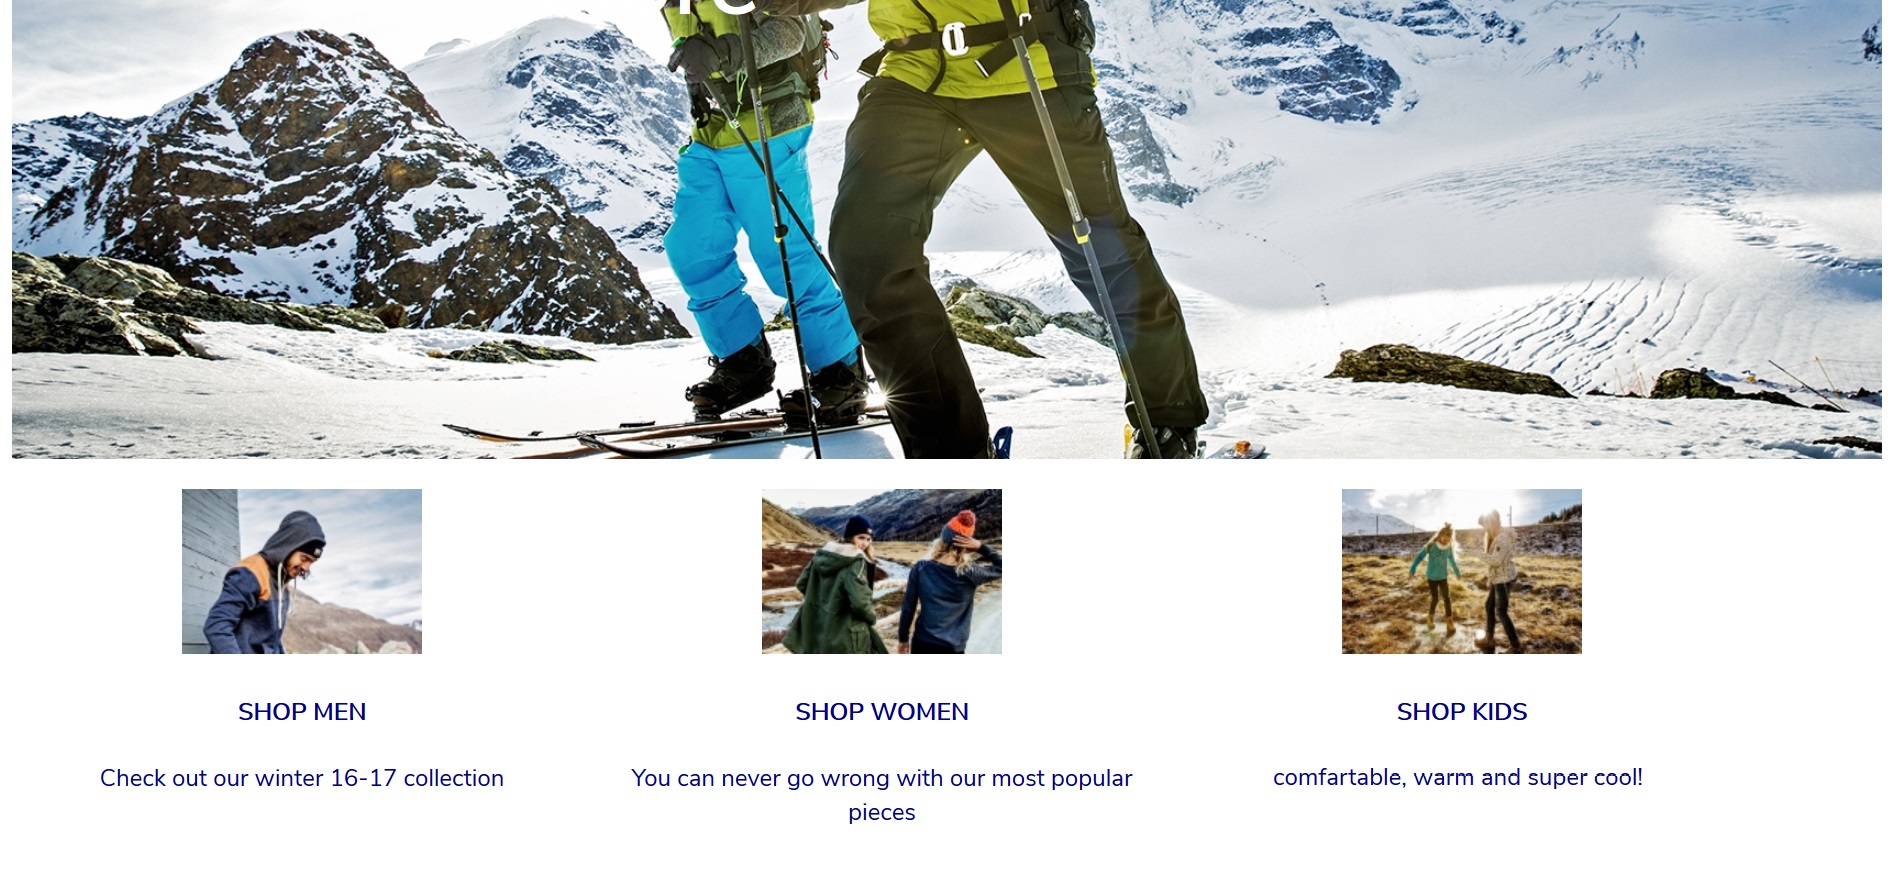 SHOP MEN
SHOP WOMEN
SHOP KIDS
Check out our winter 16-17 collection
You can never go wrong with our most popular
pieces
comfartable, warm and super cool!